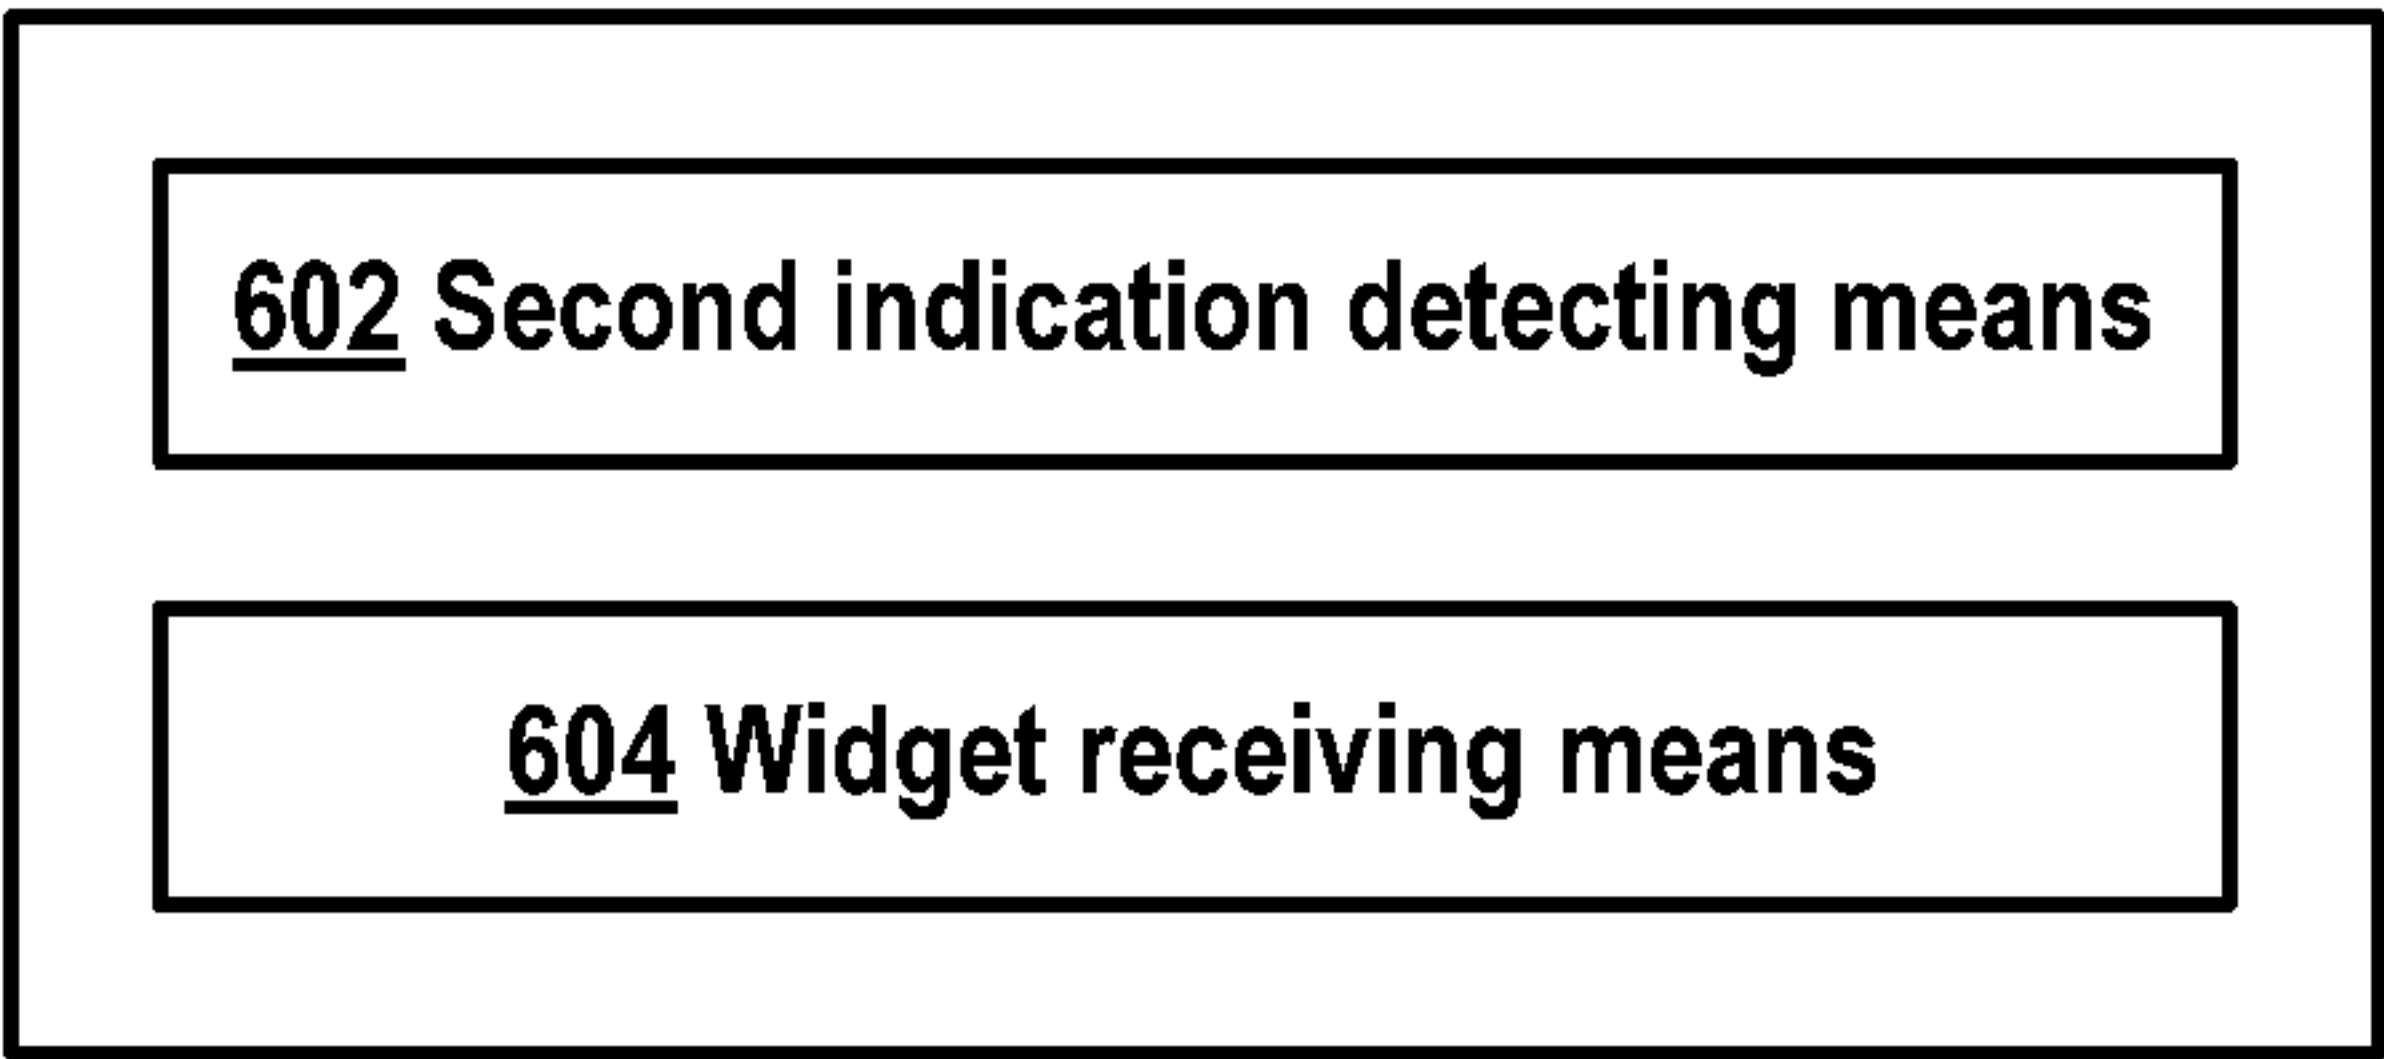 602 Second indication detecting means
604 Widget receiving means